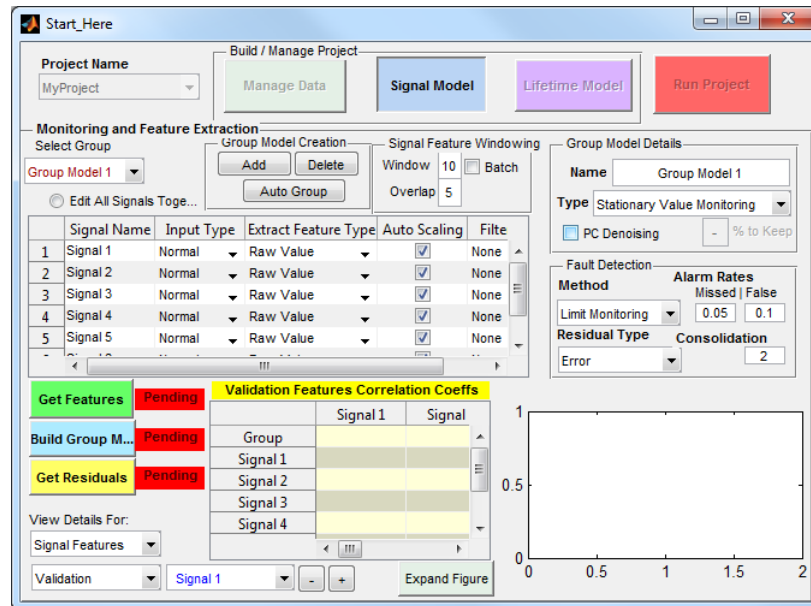 Start_Here
Project Name
MyProject
Build / Manage Project
Manage Data
Signal Model
Lifetime Model
Run Project
Monitoring and Feature Extraction
Select Group
Group Model 1
Edit All Signals Toge...
Group Model Creation
Add Delete
Auto Group
Signal Feature Windowing
Window 10 Batch
Overlap 5
Group Model Details
Name Group Model 1
Type Stationary Value Monitoring
PC Denoising - % to Keep
Signal Name Input Type Extract Feature Type Auto Scaling Filte
1 Signal 1 Normal Raw Value None
2 Signal 2 Normal Raw Value None
3 Signal 3 Normal Raw Value None
4 Signal 4 Normal Raw Value None
5 Signal 5 Normal Raw Value None
Fault Detection
Method Alarm Rates
Missed | False
Limit Monitoring 0.05 0.1
Residual Type Consolidation
Error 2
Get Features Pending
Build Group M... Pending
Get Residuals Pending
View Details For:
Signal Features
Validation Signal 1 - +
Validation Features Correlation Coeffs
Signal 1 Signal
Group
Signal 1
Signal 2
Signal 3
Signal 4
Expand Figure
1
0.5
0
0 0.5 1 1.5 2